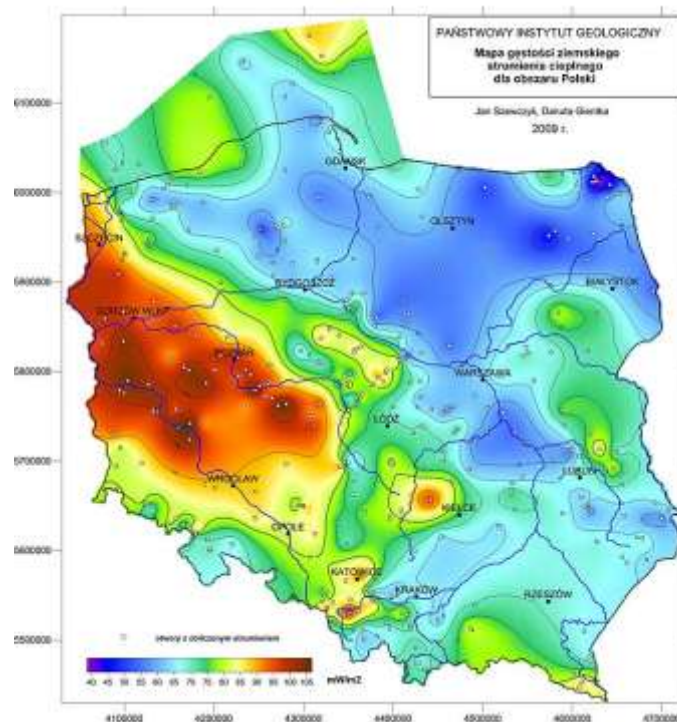 PAŃSTWOWY INSTYTUT GEOLOGICZNY
Mapa gęstości ziemskiego
strumienia cieplnego
dla obszaru Polski
Jan Szewczyk, Danuta Gientka
2009 r.
6100000
GDAŃSK
6000000
OLSZTYN
SZCZECIN
5900000
BYDGOSZCZ
BIAŁYSTOK
GORZÓW WLKP
POZNAŃ
5800000
WARSZAWA
ŁÓDŹ
5700000
WROCŁAW
LUBLIN
KIELCE
OPOLE
5600000
KATOWICE
KRAKÓW
RZESZÓW
5500000
40 45 50 55 60 65 70 75 80 85 90 95 100 105
mW/m2
4100000 4200000 4300000 4400000 4500000 4600000 4700000